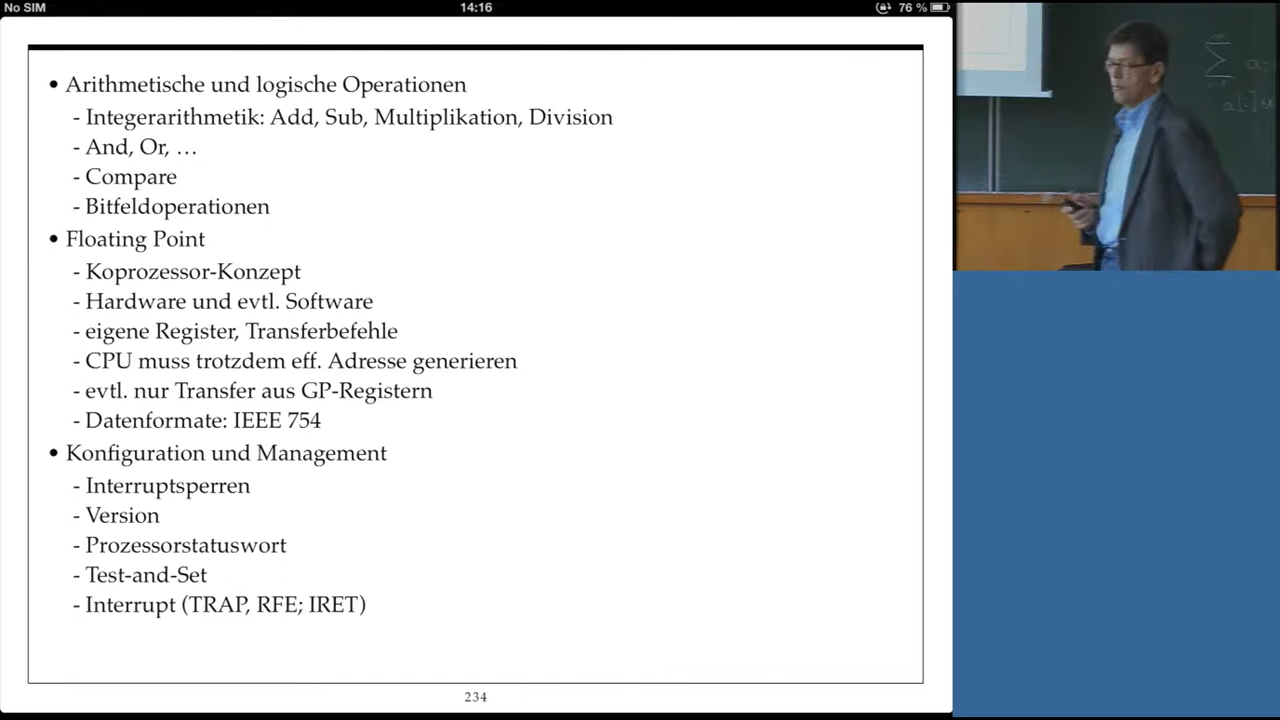 No SIM 14:16 76 %
• Arithmetische und logische Operationen
- Integerarithmetik: Add, Sub, Multiplikation, Division
- And, Or, …
- Compare
- Bitfeldoperationen
• Floating Point
- Koprozessor-Konzept
- Hardware und evtl. Software
- eigene Register, Transferbefehle
- CPU muss trotzdem eff. Adresse generieren
- evtl. nur Transfer aus GP-Registern
- Datenformate: IEEE 754
• Konfiguration und Management
- Interruptsperren
- Version
- Prozessorstatuswort
- Test-and-Set
- Interrupt (TRAP, RFE; IRET)
234